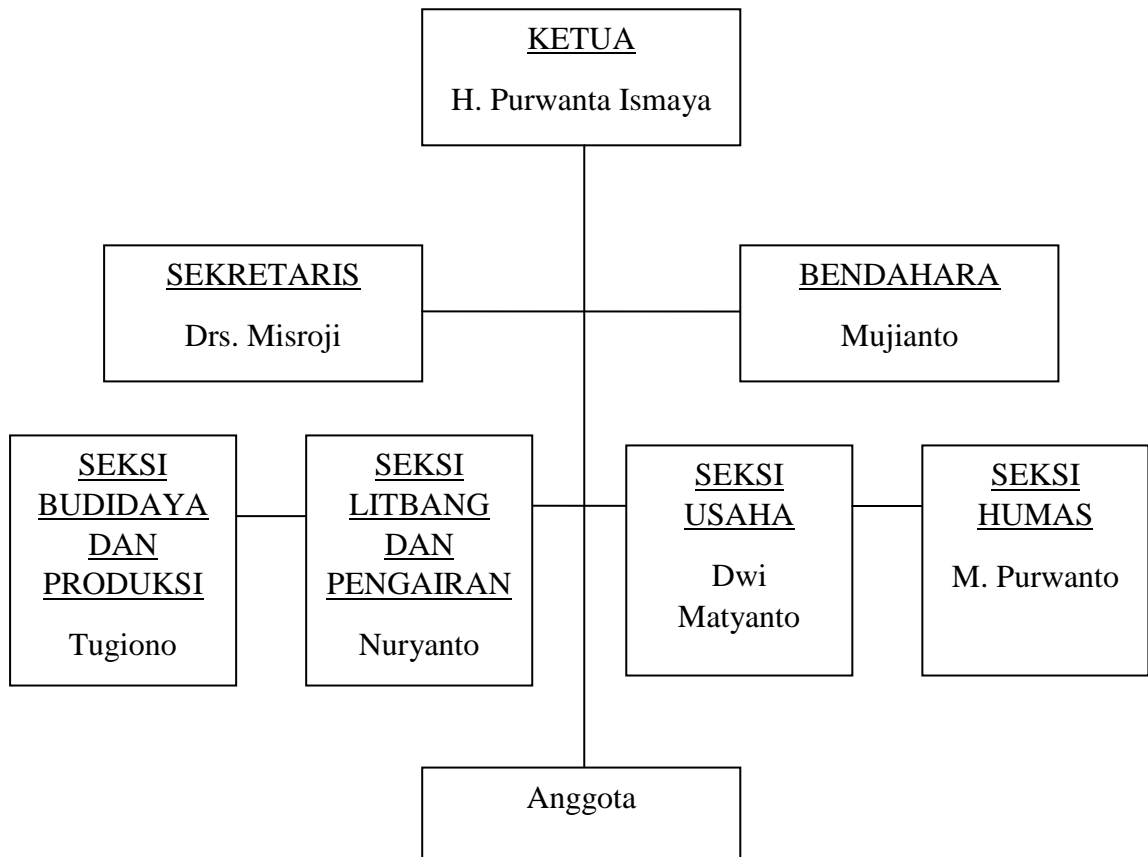 KETUA
H. Purwanta Ismaya
SEKRETARIS
Drs. Misroji
BENDAHARA
Mujianto
SEKSI
BUDIDAYA
DAN
PRODUKSI
Tugiono
SEKSI
LITBANG
DAN
PENGAIRAN
Nuryanto
SEKSI
USAHA
Dwi
Matyanto
SEKSI
HUMAS
M. Purwanto
Anggota